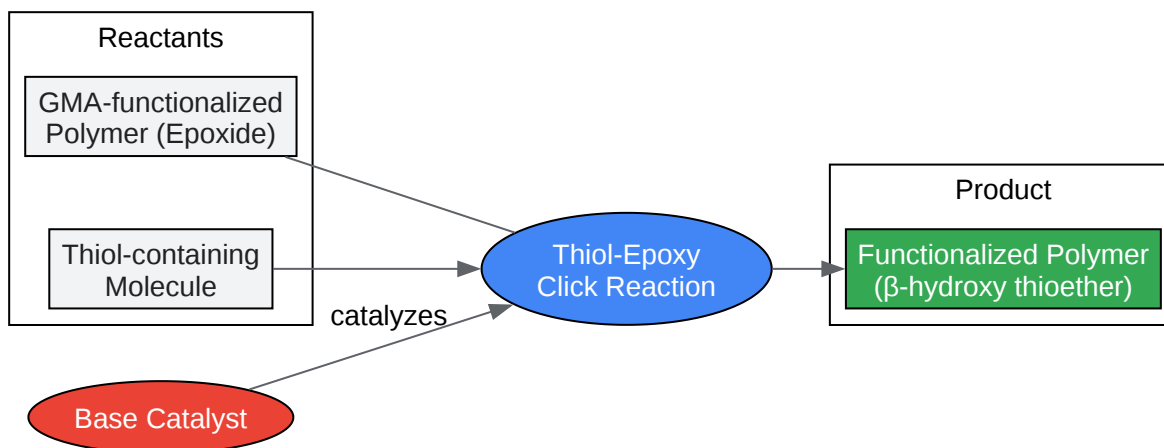 Reactants
GMA-functionalized
Polymer (Epoxide)
Thiol-containing
Molecule
catalyzes
Base Catalyst
Thiol-Epoxy
Click Reaction
Product
Functionalized Polymer
(β-hydroxy thioether)